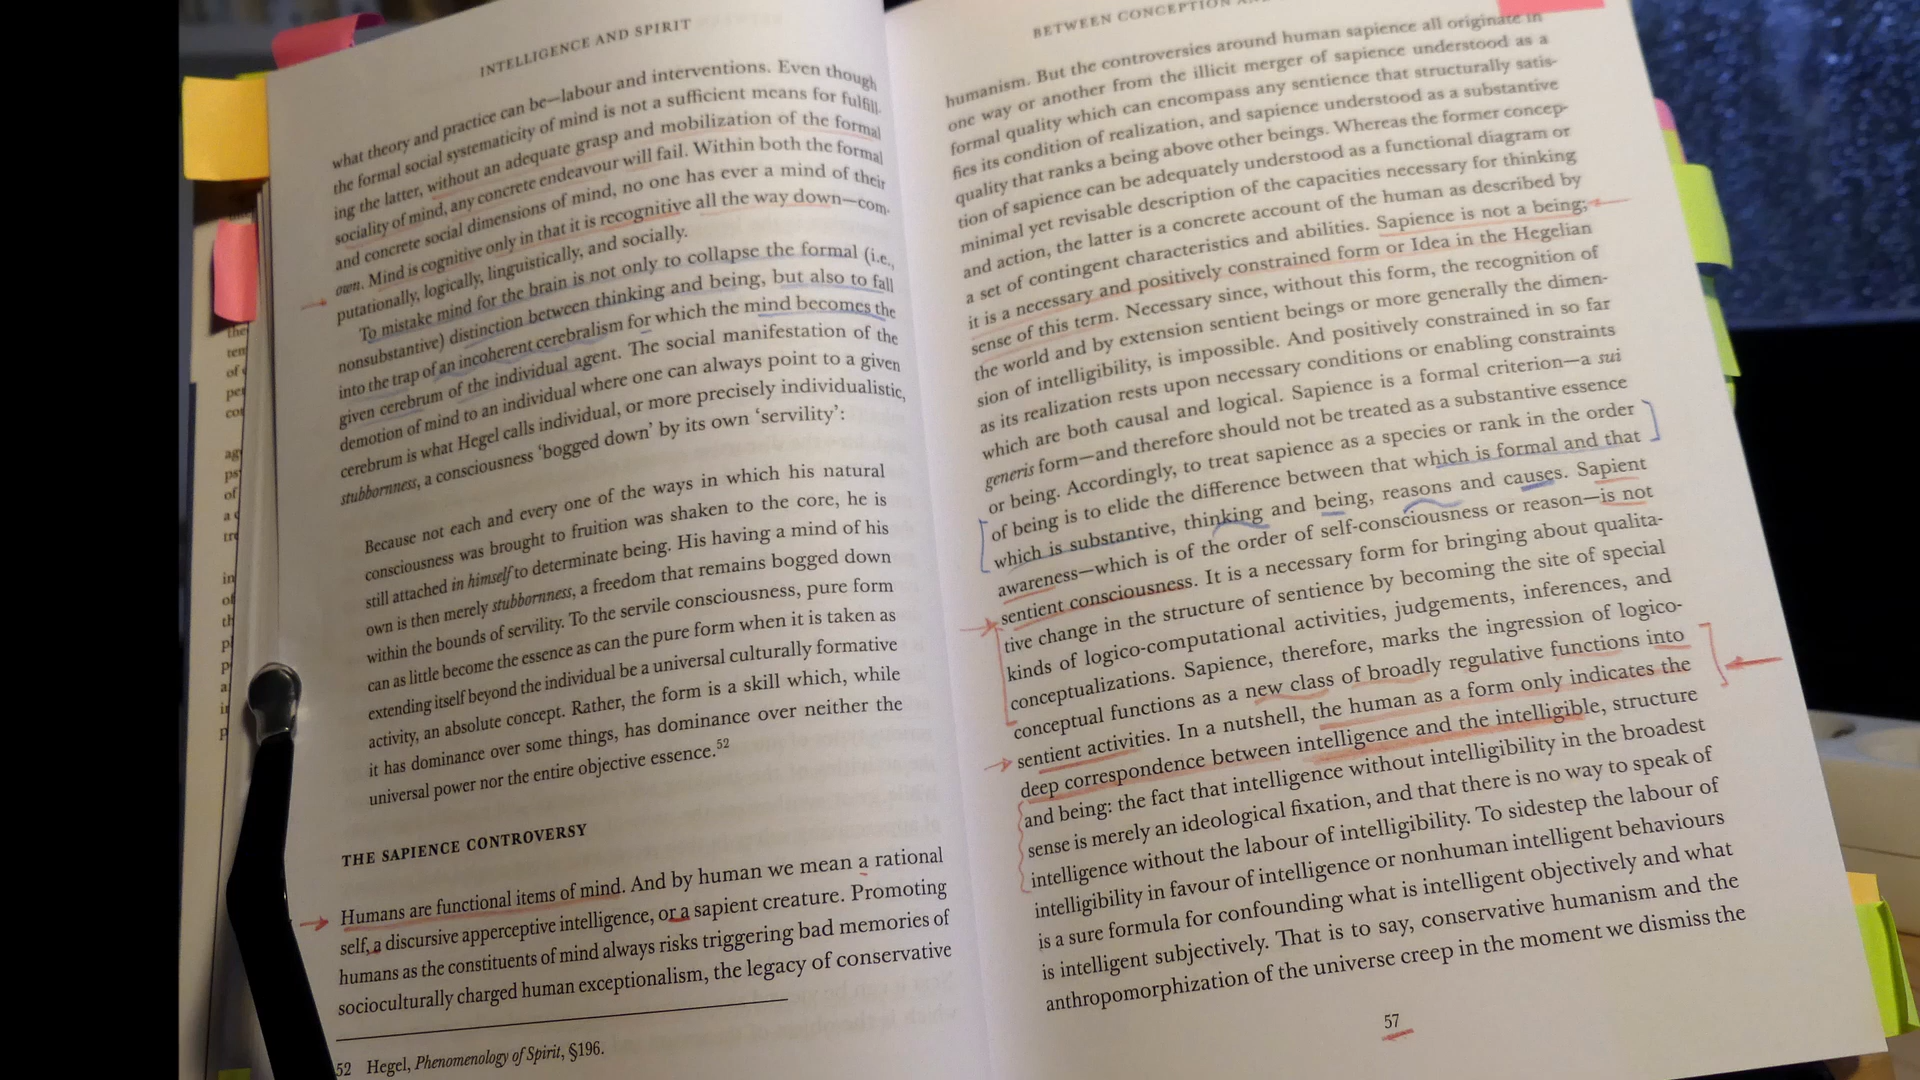 INTELLIGENCE AND SPIRIT
what theory and practice can be—labour and interventions. Even though
the formal social systematicity of mind is not a sufficient means for fulfill-
ing the latter, without an adequate grasp and mobilization of the formal
sociality of mind, any concrete endeavour will fail. Within both the formal
and concrete social dimensions of mind, no one has ever a mind of their
own. Mind is cognitive only in that it is recognitive all the way down—com-
putationally, logically, linguistically, and socially.
To mistake mind for the brain is not only to collapse the formal (i.e.,
nonsubstantive) distinction between thinking and being, but also to fall
into the trap of an incoherent cerebralism for which the mind becomes the
given cerebrum of the individual agent. The social manifestation of the
demotion of mind to an individual where one can always point to a given
cerebrum is what Hegel calls individual, or more precisely individualistic,
stubbornness, a consciousness ‘bogged down’ by its own ‘servility’:
Because not each and every one of the ways in which his natural
consciousness was brought to fruition was shaken to the core, he is
still attached in himself to determinate being. His having a mind of his
own is then merely stubbornness, a freedom that remains bogged down
within the bounds of servility. To the servile consciousness, pure form
can as little become the essence as can the pure form when it is taken as
extending itself beyond the individual be a universal culturally formative
activity, an absolute concept. Rather, the form is a skill which, while
it has dominance over some things, has dominance over neither the
universal power nor the entire objective essence.52
THE SAPIENCE CONTROVERSY
Humans are functional items of mind. And by human we mean a rational
self, a discursive apperceptive intelligence, or a sapient creature. Promoting
humans as the constituents of mind always risks triggering bad memories of
socioculturally charged human exceptionalism, the legacy of conservative
52 Hegel, Phenomenology of Spirit, §196.
BETWEEN CONCEPTION
humanism. But the controversies around human sapience all originate in
one way or another from the illicit merger of sapience understood as a
formal quality which can encompass any sentience that structurally satis-
fies its condition of realization, and sapience understood as a substantive
quality that ranks a being above other beings. Whereas the former concep-
tion of sapience can be adequately understood as a functional diagram or
minimal yet revisable description of the capacities necessary for thinking
and action, the latter is a concrete account of the human as described by
a set of contingent characteristics and abilities. Sapience is not a being;
it is a necessary and positively constrained form or Idea in the Hegelian
sense of this term. Necessary since, without this form, the recognition of
the world and by extension sentient beings or more generally the dimen-
sion of intelligibility, is impossible. And positively constrained in so far
as its realization rests upon necessary conditions or enabling constraints
which are both causal and logical. Sapience is a formal criterion—a sui
generis form—and therefore should not be treated as a substantive essence
or being. Accordingly, to treat sapience as a species or rank in the order
of being is to elide the difference between that which is formal and that
which is substantive, thinking and being, reasons and causes. Sapient
awareness—which is of the order of self-consciousness or reason—is not
sentient consciousness. It is a necessary form for bringing about qualita-
tive change in the structure of sentience by becoming the site of special
kinds of logico-computational activities, judgements, inferences, and
conceptualizations. Sapience, therefore, marks the ingression of logico-
conceptual functions as a new class of broadly regulative functions into
sentient activities. In a nutshell, the human as a form only indicates the
deep correspondence between intelligence and the intelligible, structure
and being: the fact that intelligence without intelligibility in the broadest
sense is merely an ideological fixation, and that there is no way to speak of
intelligence without the labour of intelligibility. To sidestep the labour of
intelligibility in favour of intelligence or nonhuman intelligent behaviours
is a sure formula for confounding what is intelligent objectively and what
is intelligent subjectively. That is to say, conservative humanism and the
anthropomorphization of the universe creep in the moment we dismiss the
57